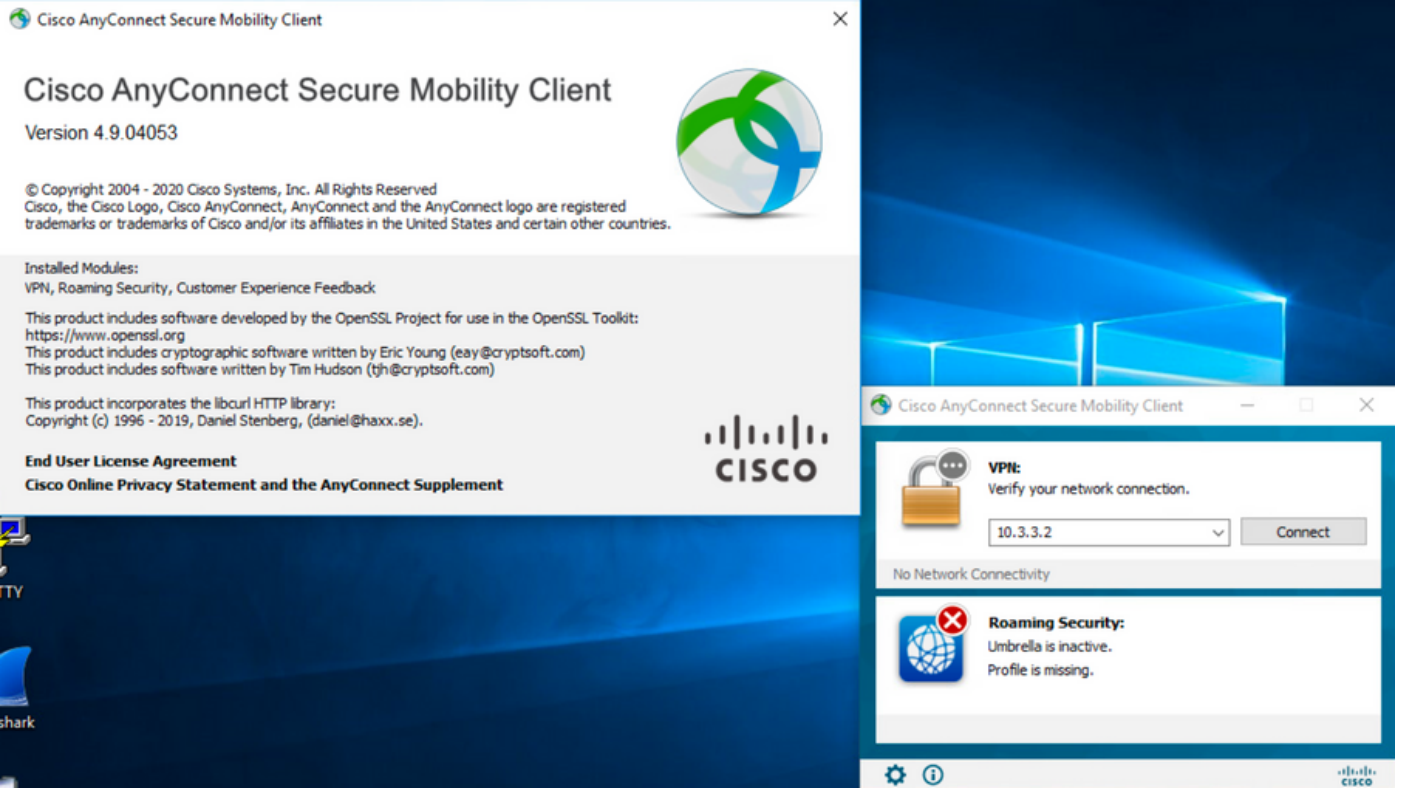 Cisco AnyConnect Secure Mobility Client
Cisco AnyConnect Secure Mobility Client
Version 4.9.04053
© Copyright 2004 - 2020 Cisco Systems, Inc. All Rights Reserved
Cisco, the Cisco Logo, Cisco AnyConnect, AnyConnect and the AnyConnect logo are registered
trademarks or trademarks of Cisco and/or its affiliates in the United States and certain other countries.
Installed Modules:
VPN, Roaming Security, Customer Experience Feedback
This product includes software developed by the OpenSSL Project for use in the OpenSSL Toolkit:
https://www.openssl.org
This product includes cryptographic software written by Eric Young (eay@cryptsoft.com)
This product includes software written by Tim Hudson (tjh@cryptsoft.com)
This product incorporates the libcurl HTTP library:
Copyright (c) 1996 - 2019, Daniel Stenberg, (daniel@haxx.se).
End User License Agreement
Cisco Online Privacy Statement and the AnyConnect Supplement
CISCO
TTY
shark
Cisco AnyConnect Secure Mobility Client
VPN:
Verify your network connection.
10.3.3.2
Connect
No Network Connectivity
Roaming Security:
Umbrella is inactive.
Profile is missing.
CISCO